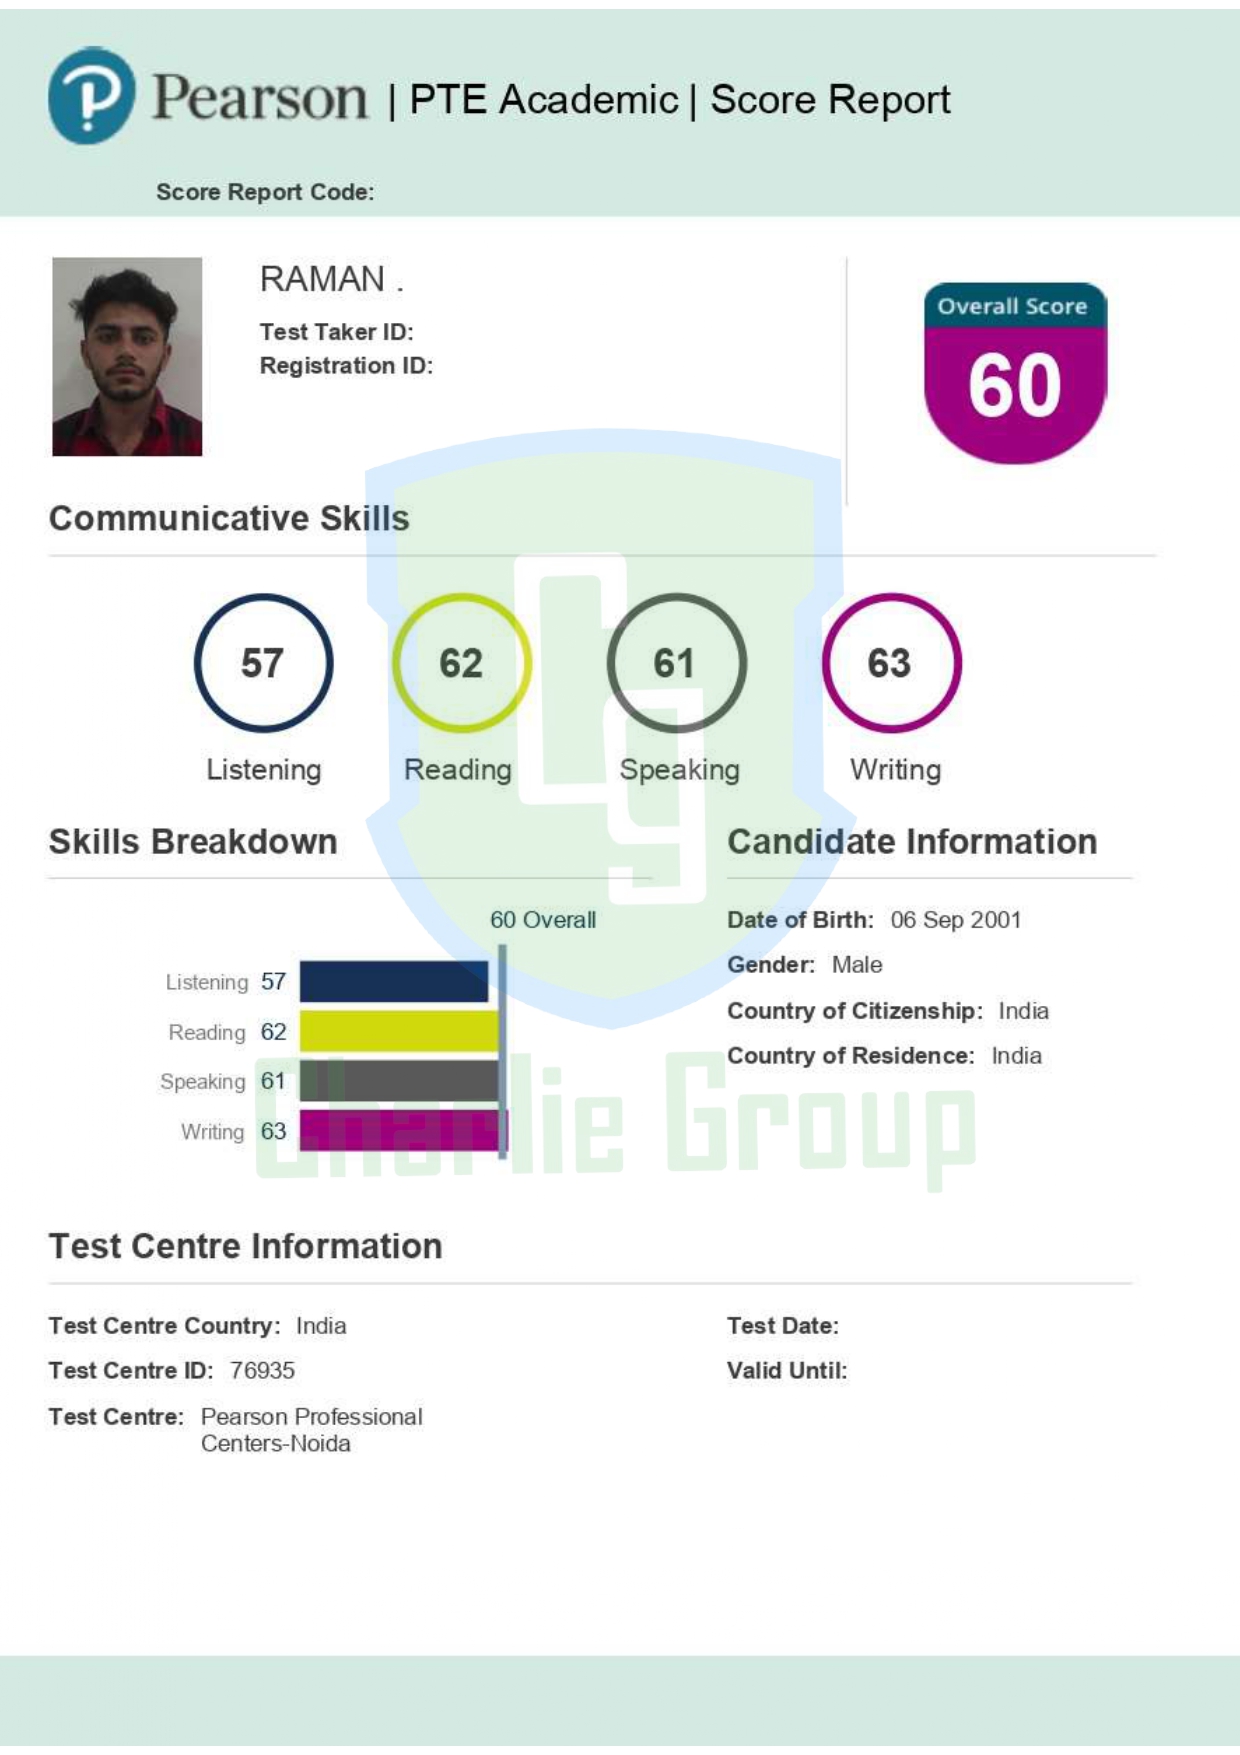 Pearson | PTE Academic | Score Report
Score Report Code:
RAMAN .
Test Taker ID:
Registration ID:
Overall Score
60
Communicative Skills
57 62 61 63
Listening Reading Speaking Writing
Skills Breakdown
60 Overall
Listening 57
Reading 62
Speaking 61
Writing 63
Candidate Information
Date of Birth: 06 Sep 2001
Gender: Male
Country of Citizenship: India
Country of Residence: India
Cg
Charlie Group
Test Centre Information
Test Centre Country: India
Test Centre ID: 76935
Test Centre: Pearson Professional
Centers-Noida
Test Date:
Valid Until: